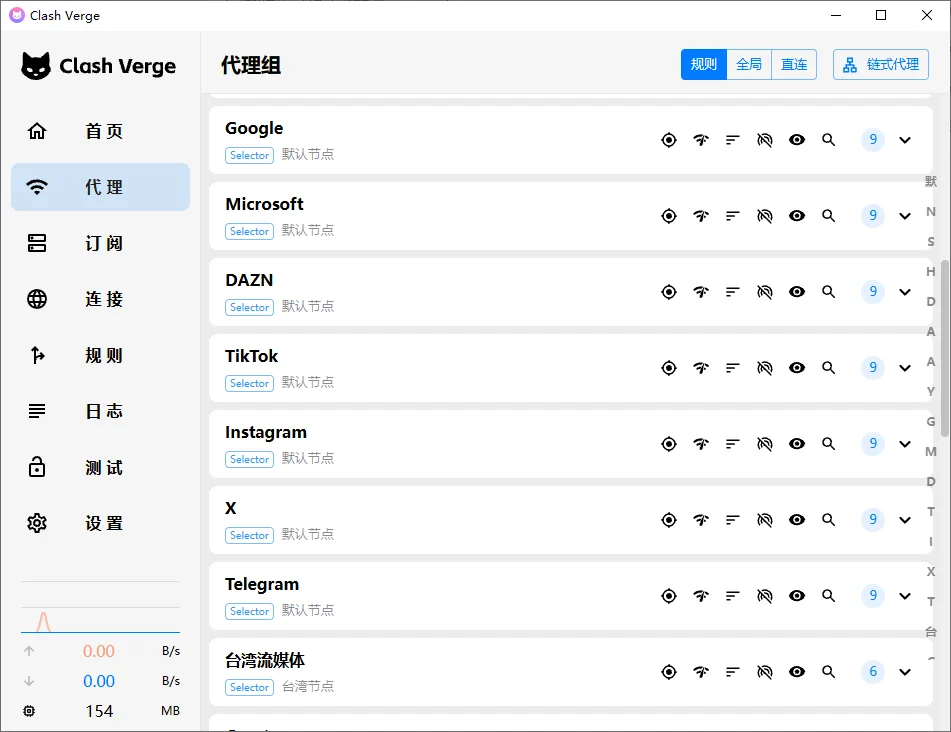 Clash Verge
Clash Verge
首 页
代 理
订 阅
连 接
规 则
日 志
测 试
设 置
0.00 B/s
0.00 B/s
154 MB
代理组
规则 全局 直连 链式代理
Google
Selector 默认节点 9
Microsoft
Selector 默认节点 9
DAZN
Selector 默认节点 9
TikTok
Selector 默认节点 9
Instagram
Selector 默认节点 9
X
Selector 默认节点 9
Telegram
Selector 默认节点 9
台湾流媒体
Selector 台湾节点 6
默
N
S
H
D
A
A
Y
G
M
D
T
I
X
T
台